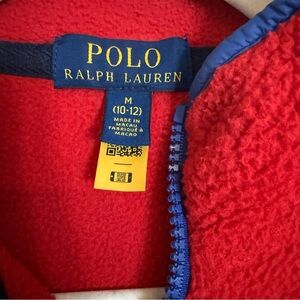 POLO
RALPH LAUREN
M
(10-12)
MADE IN
MACAU
FABRIQUÉ À
MACAO